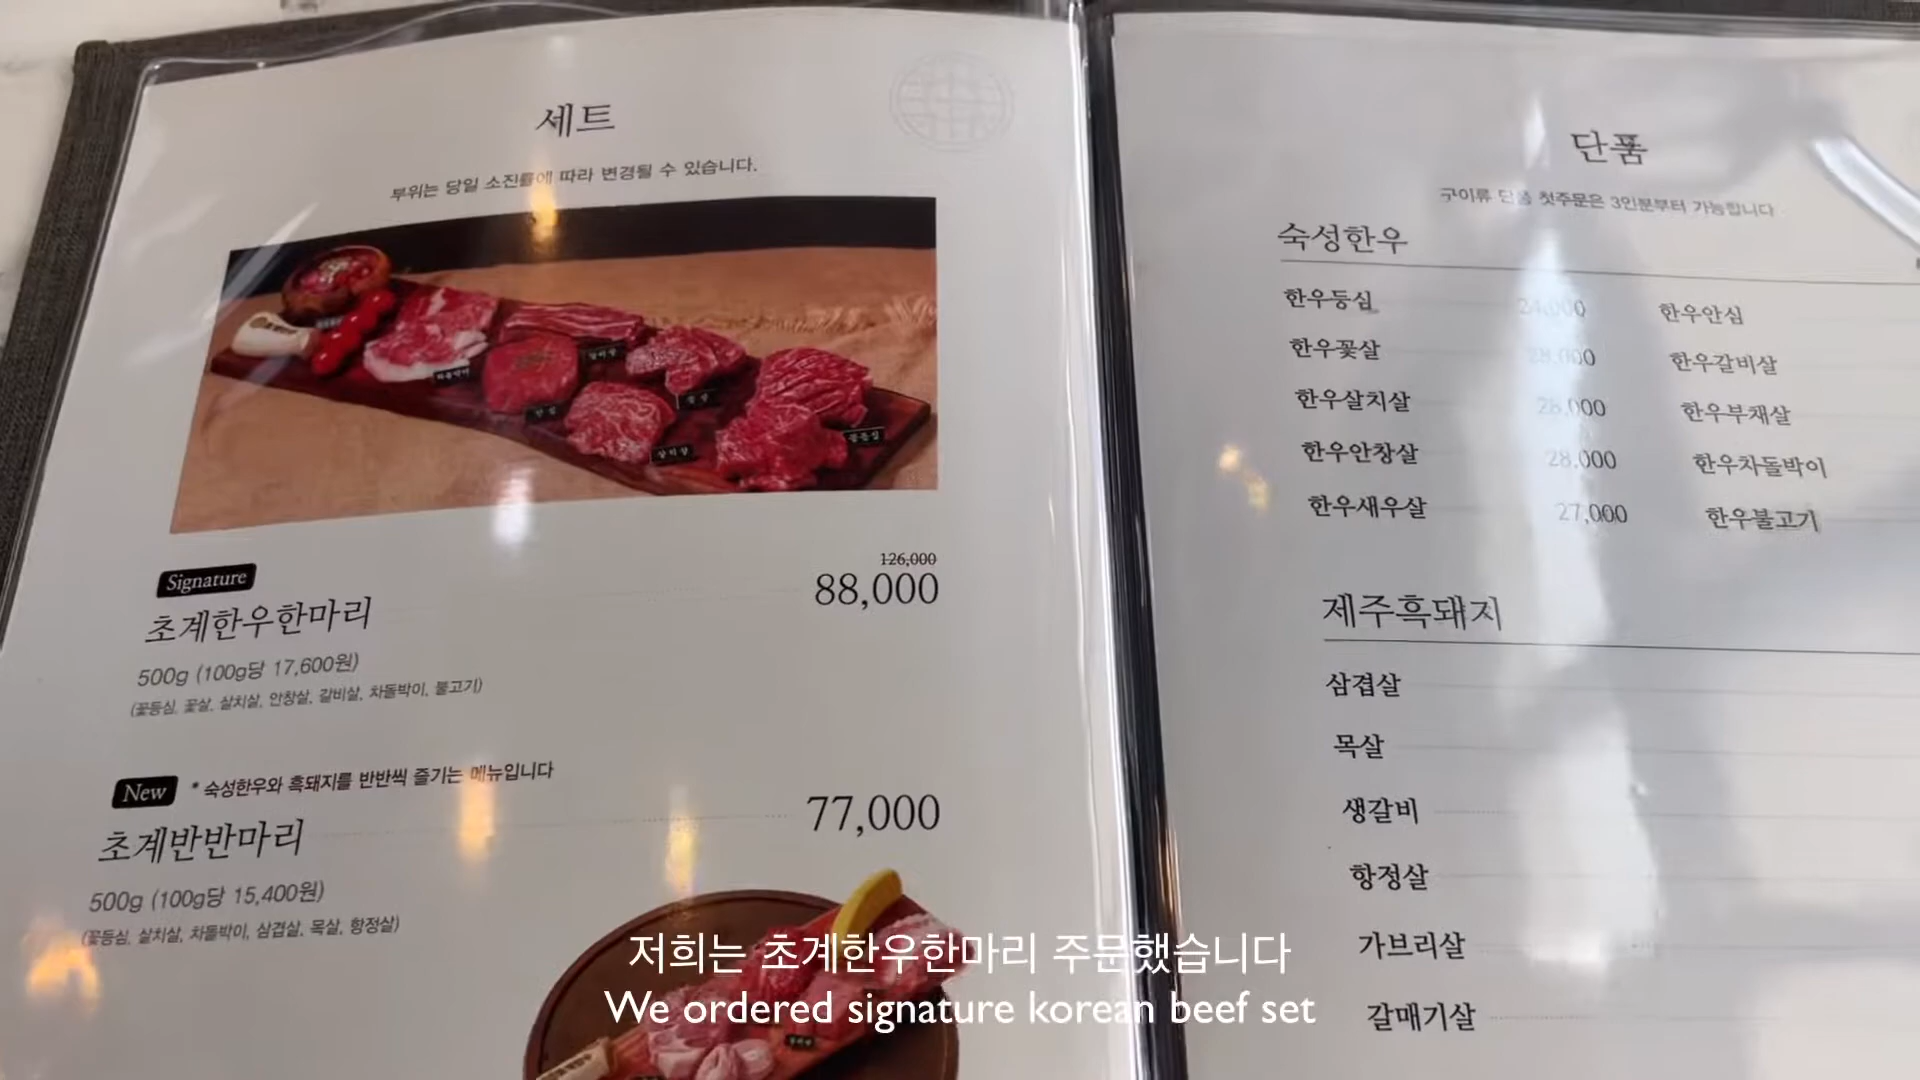 세트
부위는 당일 소진률에 따라 변경될 수 있습니다.
살치살
Signature
126,000
초계한우한마리 88,000
500g (100g당 17,600원)
(꽃등심, 꽃살, 살치살, 안창살, 갈비살, 차돌박이, 불고기)
New * 숙성한우와 흑돼지를 반반씩 즐기는 메뉴입니다
초계반반마리 77,000
500g (100g당 15,400원)
(꽃등심, 살치살, 차돌박이, 삼겹살, 목살, 항정살)
단품
구이류 단품 첫주문은 3인분부터 가능합니다
숙성한우
한우등심 24,000 한우안심
한우꽃살 28,000 한우갈비살
한우살치살 28,000 한우부채살
한우안창살 28,000 한우차돌박이
한우새우살 27,000 한우불고기
제주흑돼지
삼겹살
목살
생갈비
항정살
가브리살
갈매기살
저희는 초계한우한마리 주문했습니다
We ordered signature korean beef set